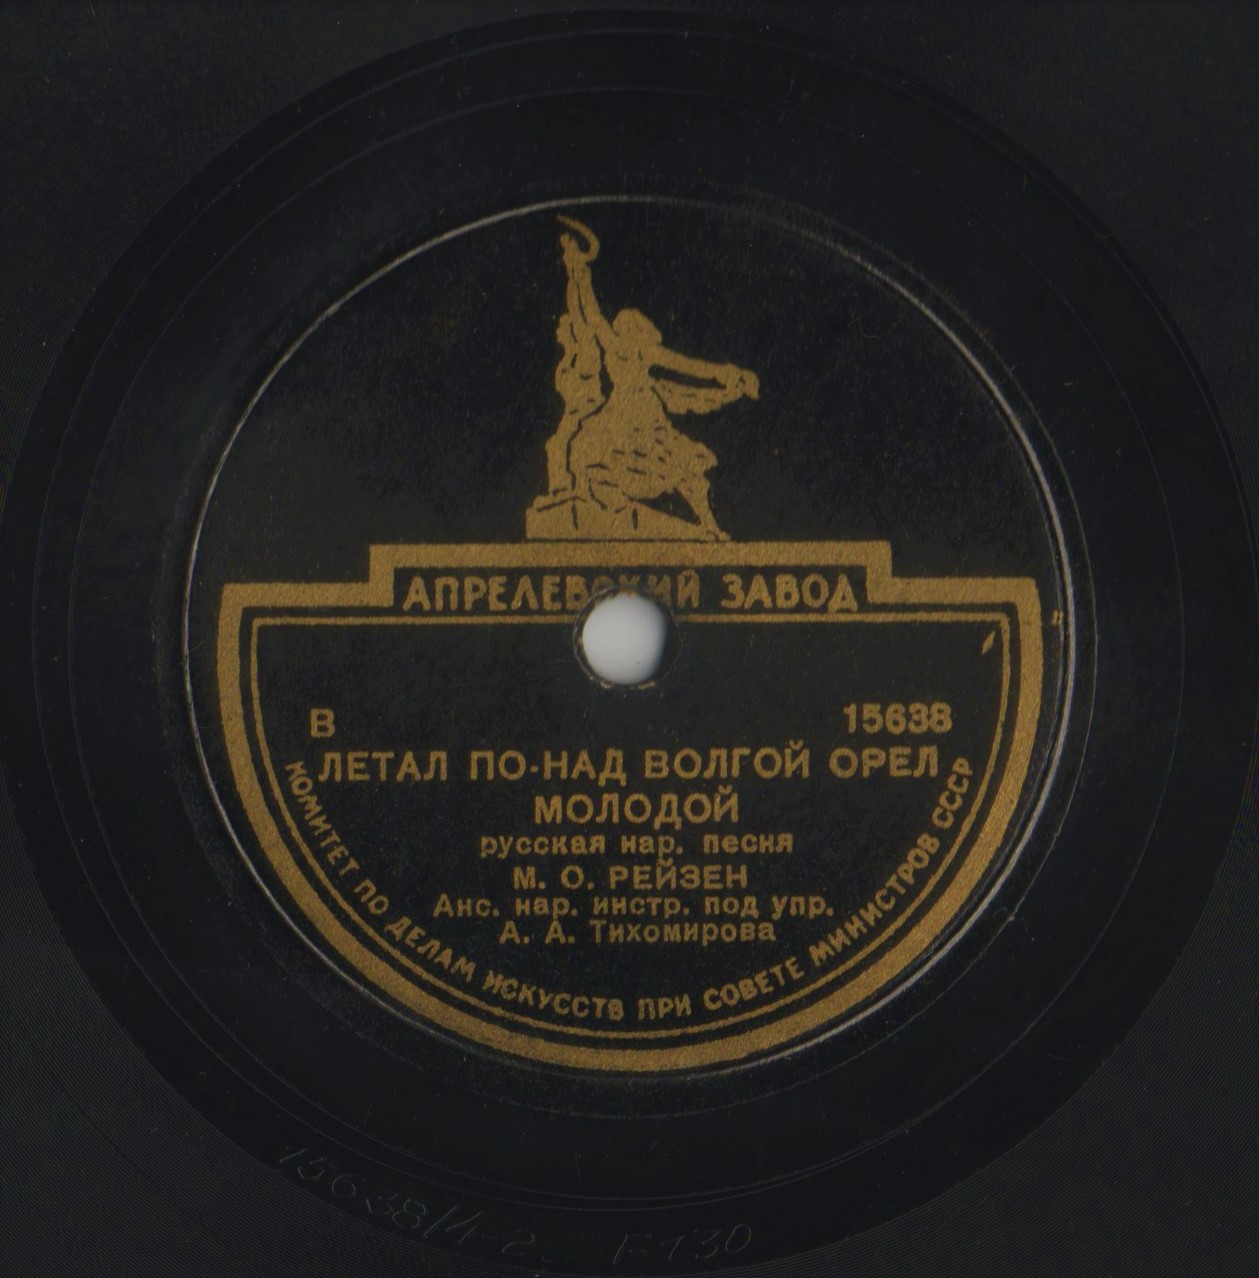 АПРЕЛЕВСКИЙ ЗАВОД
В 15638
ЛЕТАЛ ПО-НАД ВОЛГОЙ ОРЕЛ
МОЛОДОЙ
русская нар. песня
М. О. РЕЙЗЕН
Анс. нар. инстр. под упр.
А. А. Тихомирова
КОМИТЕТ ПО ДЕЛАМ ИСКУССТВ ПРИ СОВЕТЕ МИНИСТРОВ СССР
15638/4-2